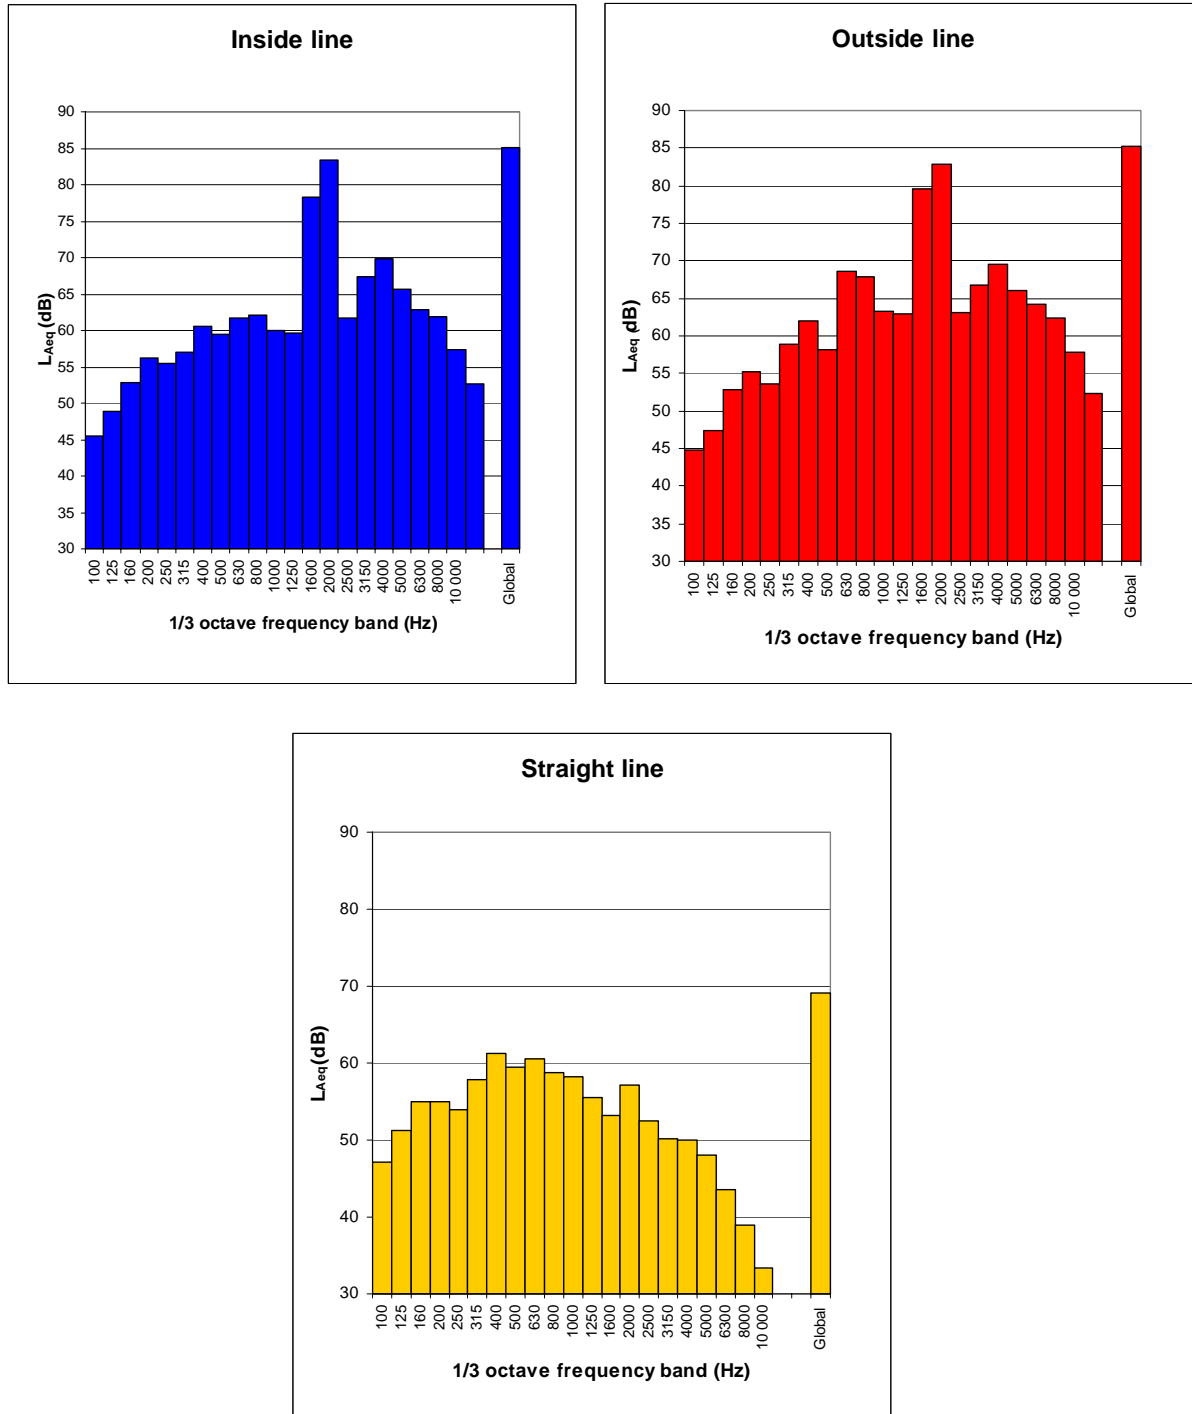 Inside line
90
85
80
75
70
65
60
55
50
45
40
35
30
LAeq (dB)
100 125 160 200 250 315 400 500 630 800 1000 1250 1600 2000 2500 3150 4000 5000 6300 8000 10 000 Global
1/3 octave frequency band (Hz)
Outside line
90
85
80
75
70
65
60
55
50
45
40
35
30
LAeq (dB)
100 125 160 200 250 315 400 500 630 800 1000 1250 1600 2000 2500 3150 4000 5000 6300 8000 10 000 Global
1/3 octave frequency band (Hz)
Straight line
90
80
70
60
50
40
30
LAeq (dB)
100 125 160 200 250 315 400 500 630 800 1000 1250 1600 2000 2500 3150 4000 5000 6300 8000 10 000 Global
1/3 octave frequency band (Hz)